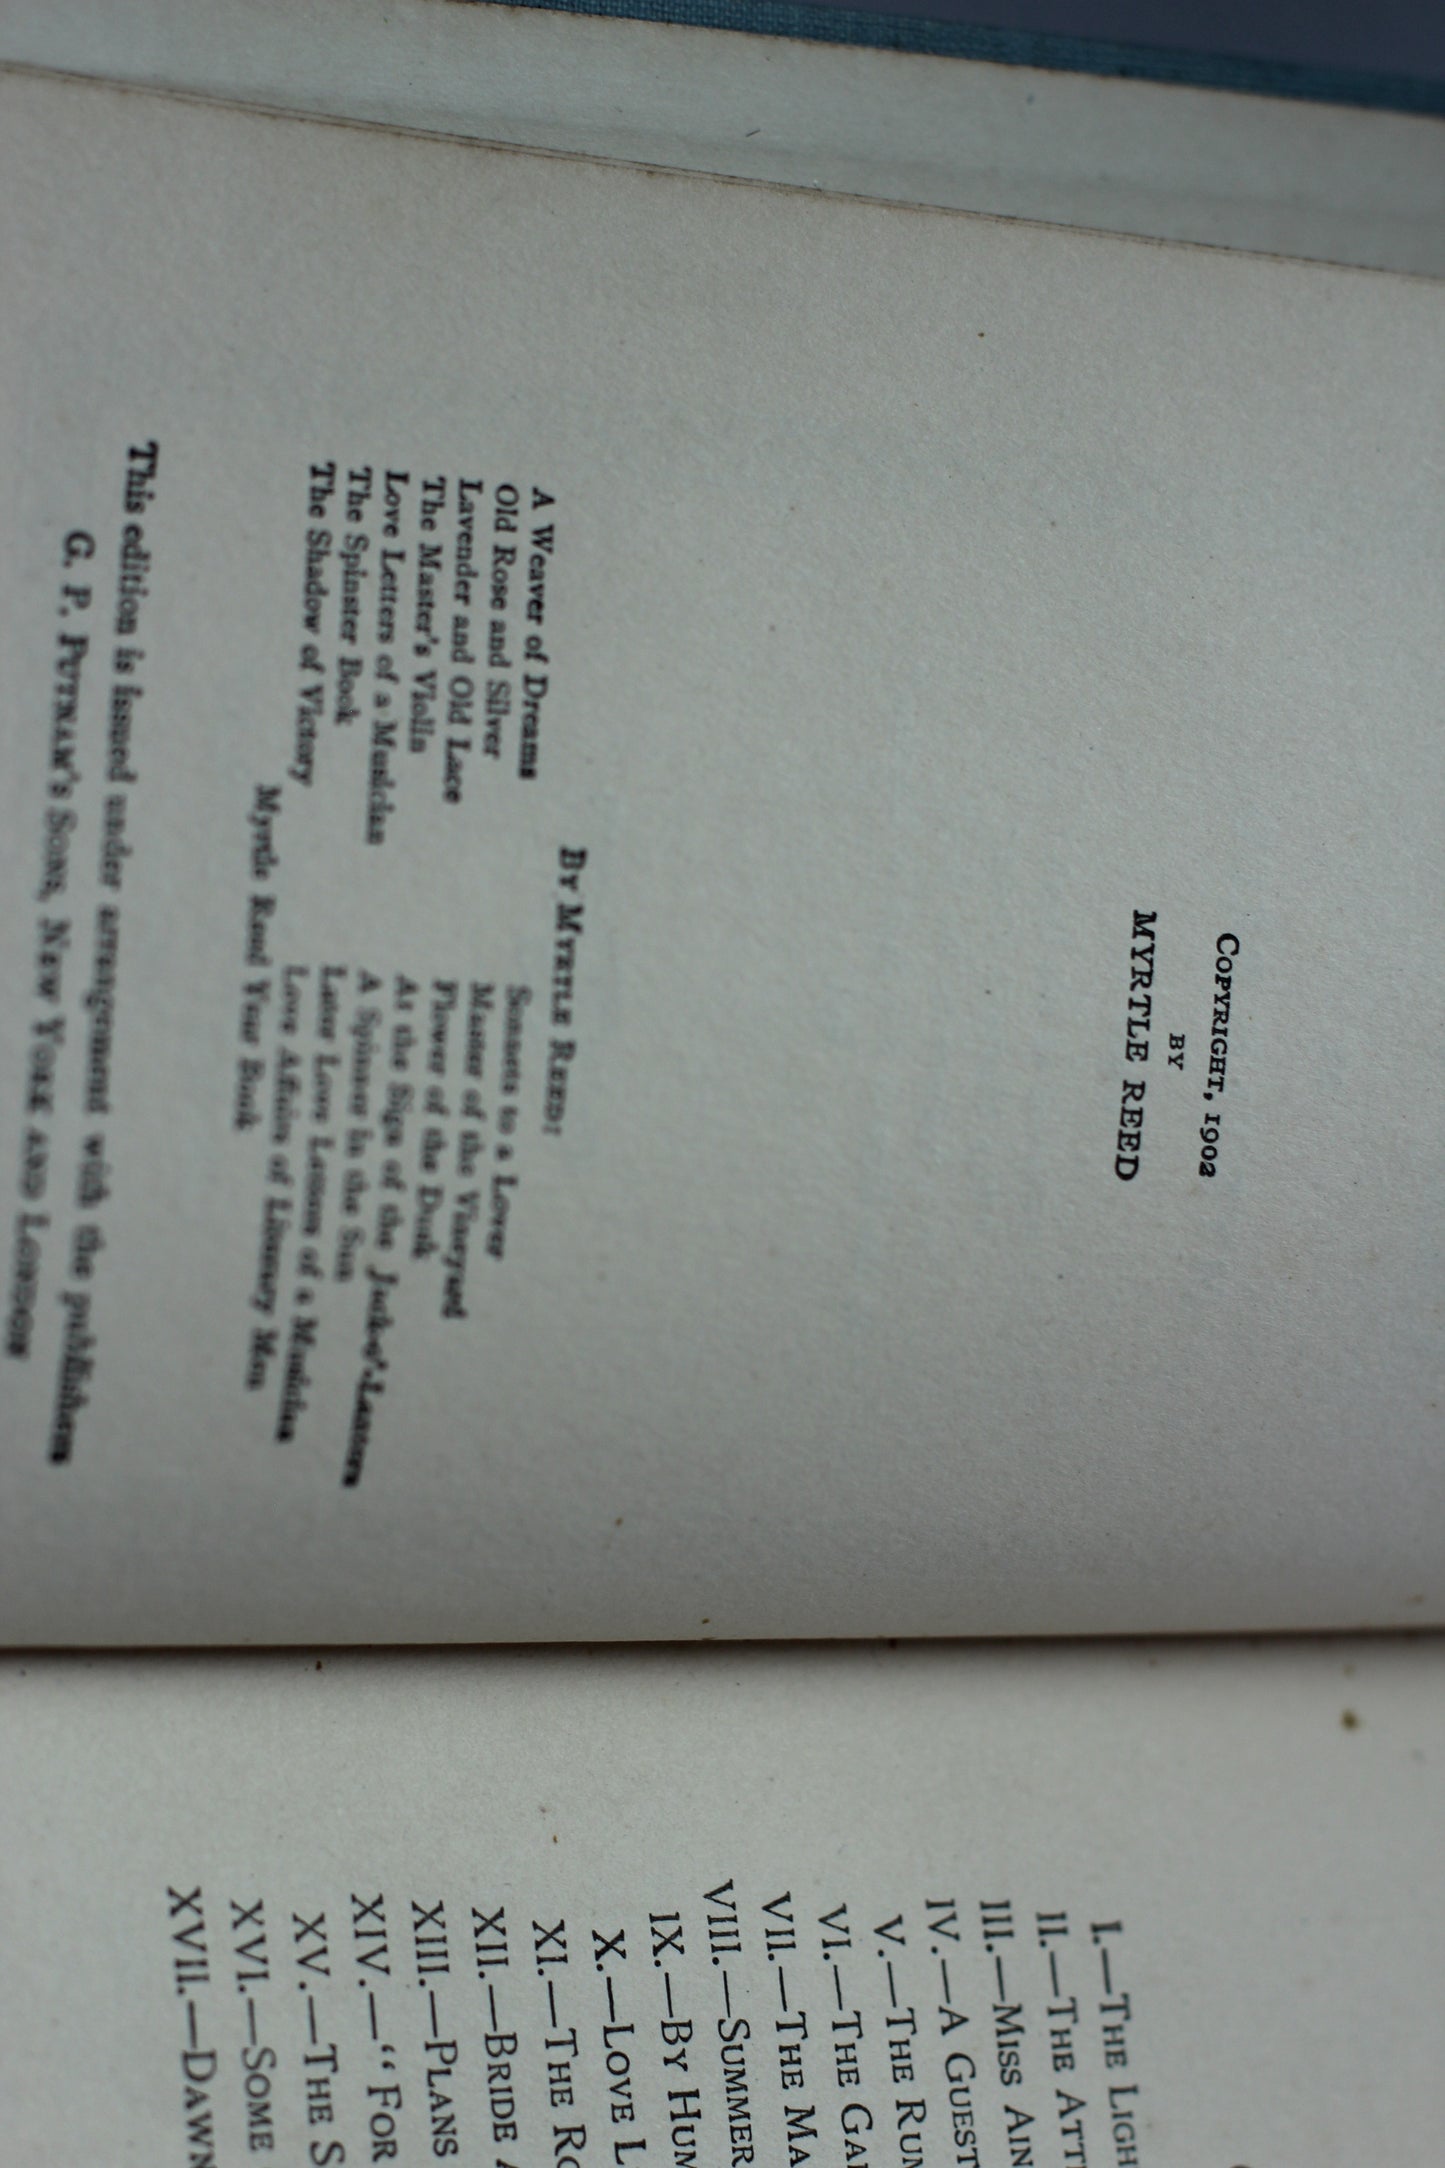 COPYRIGHT, 1902
BY
MYRTLE REED
BY MYRTLE REED:
A Weaver of Dreams
Old Rose and Silver
Lavender and Old Lace
The Master's Violin
Love Letters of a Musician
The Spinster Book
The Shadow of Victory
Sonnets to a Lover
Master of the Vineyard
Flower of the Dusk
At the Sign of the Jack-o'-Lantern
A Spinner in the Sun
Later Love Letters of a Musician
Love Affairs of Literary Men
Myrtle Reed Year Book
This edition is issued under arrangement with the publishers
G. P. PUTNAM'S SONS, NEW YORK AND LONDON
I.—THE LIGH
II.—THE ATT
III.—MISS AIN
IV.—A GUEST
V.—THE RUM
VI.—THE GA
VII.—THE MA
VIII.—SUMMER
IX.—BY HUM
X.—LOVE L
XI.—THE RO
XII.—BRIDE
XIII.—PLANS
XIV.—"FOR
XV.—THE S
XVI.—SOME
XVII.—DAWN